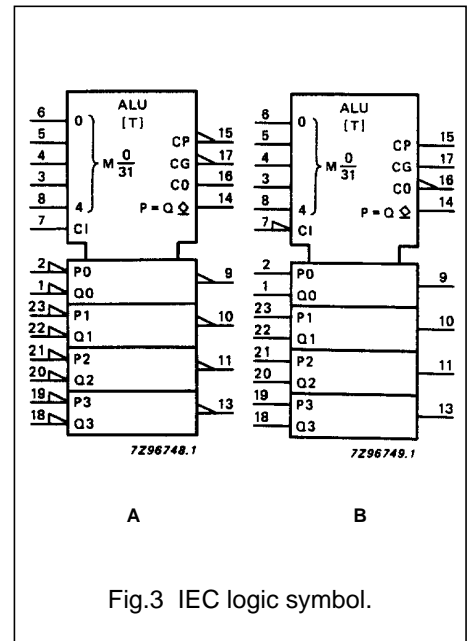 ALU
[T]
6 0
5
4
3
8 4
M 0/31
7 CI
CP 15
CG 17
CO 16
P = Q ◇ 14
2 P0
1 Q0
9
23 P1
22 Q1
10
21 P2
20 Q2
11
19 P3
18 Q3
13
7Z96748.1
A
ALU
[T]
6 0
5
4
3
8 4
M 0/31
7 CI
CP 15
CG 17
CO 16
P = Q ◇ 14
2 P0
1 Q0
9
23 P1
22 Q1
10
21 P2
20 Q2
11
19 P3
18 Q3
13
7Z96749.1
B
Fig.3 IEC logic symbol.